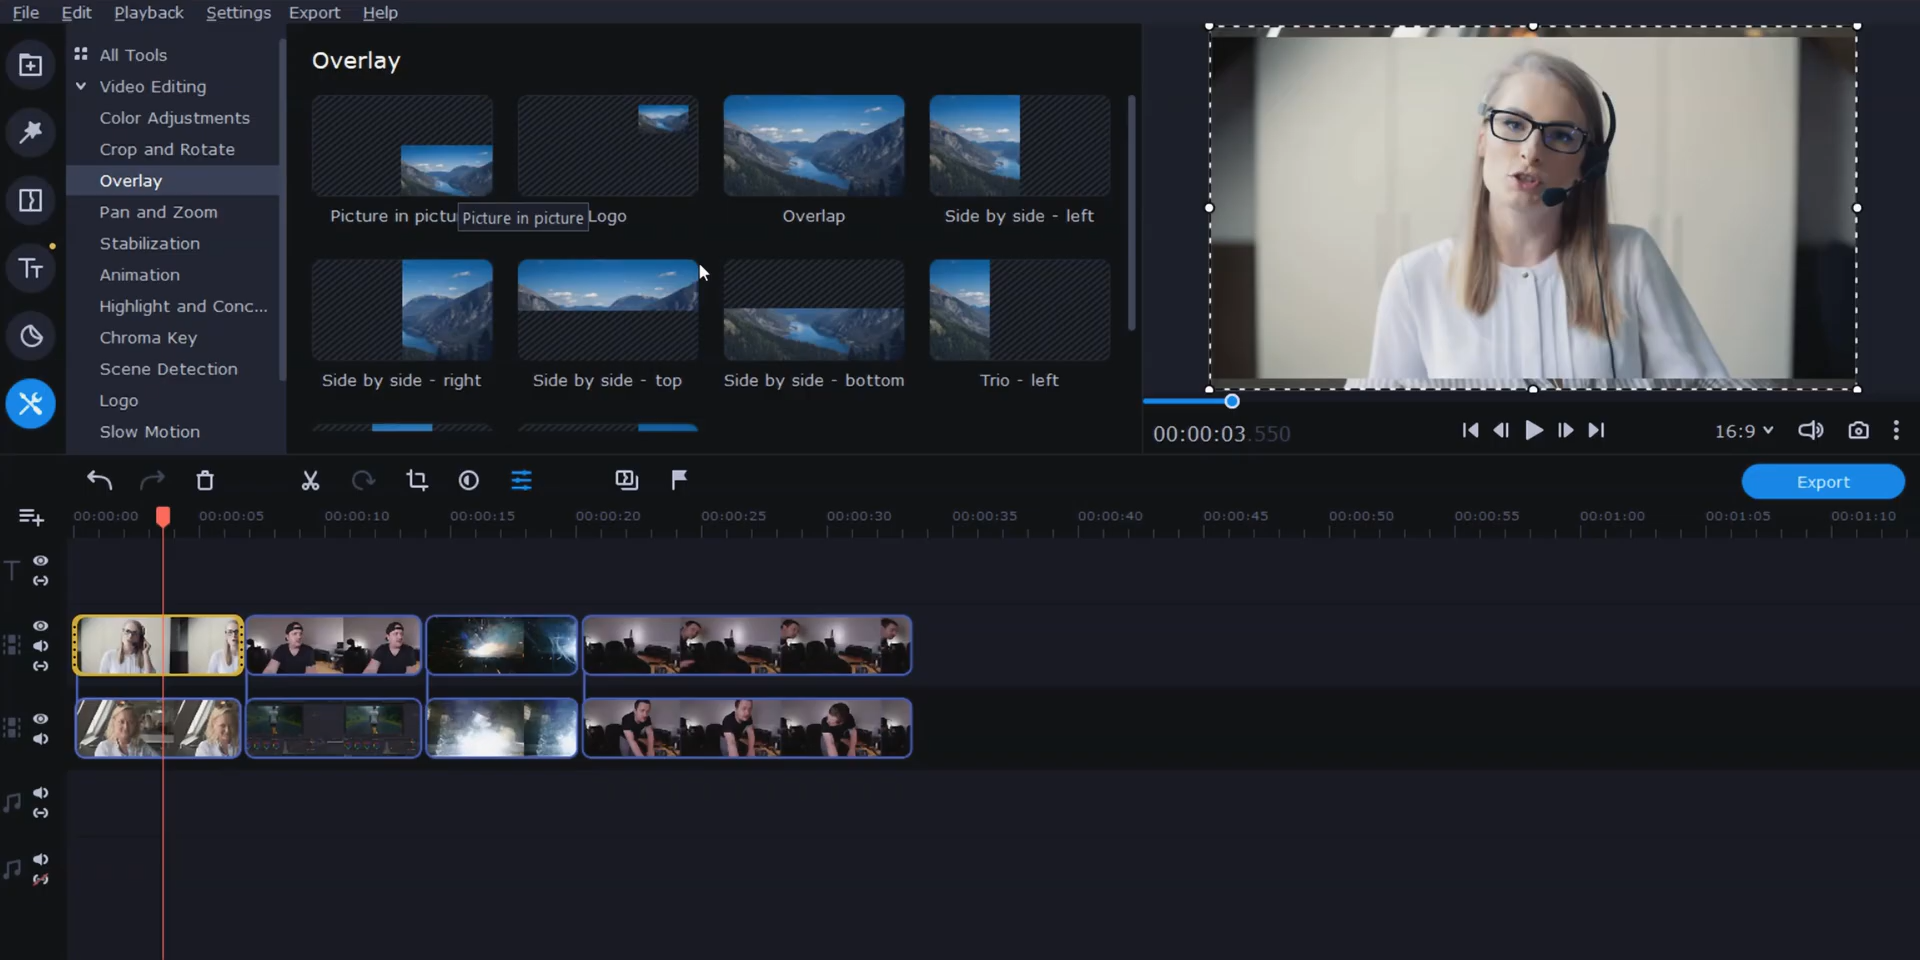 File Edit Playback Settings Export Help
All Tools
Video Editing
Color Adjustments
Crop and Rotate
Overlay
Pan and Zoom
Stabilization
Animation
Highlight and Conc...
Chroma Key
Scene Detection
Logo
Slow Motion
Overlay
Picture in pictu
Picture in picture
Logo
Overlap
Side by side - left
Side by side - right
Side by side - top
Side by side - bottom
Trio - left
00:00:03.550
16:9
Export
00:00:00 00:00:05 00:00:10 00:00:15 00:00:20 00:00:25 00:00:30 00:00:35 00:00:40 00:00:45 00:00:50 00:00:55 00:01:00 00:01:05 00:01:10